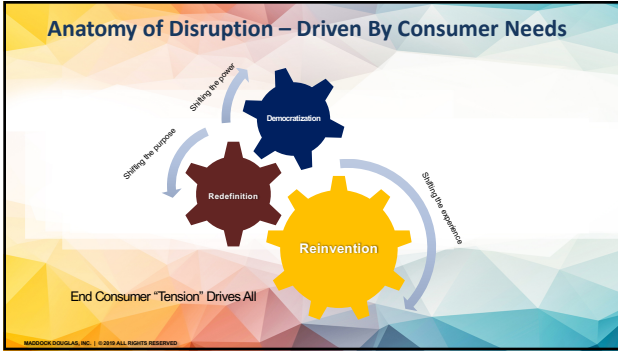 Anatomy of Disruption – Driven By Consumer Needs
Shifting the power
Democratization
Shifting the purpose
Redefinition
Shifting the experience
Reinvention
End Consumer “Tension” Drives All
MADDOCK DOUGLAS, INC. | © 2019 ALL RIGHTS RESERVED